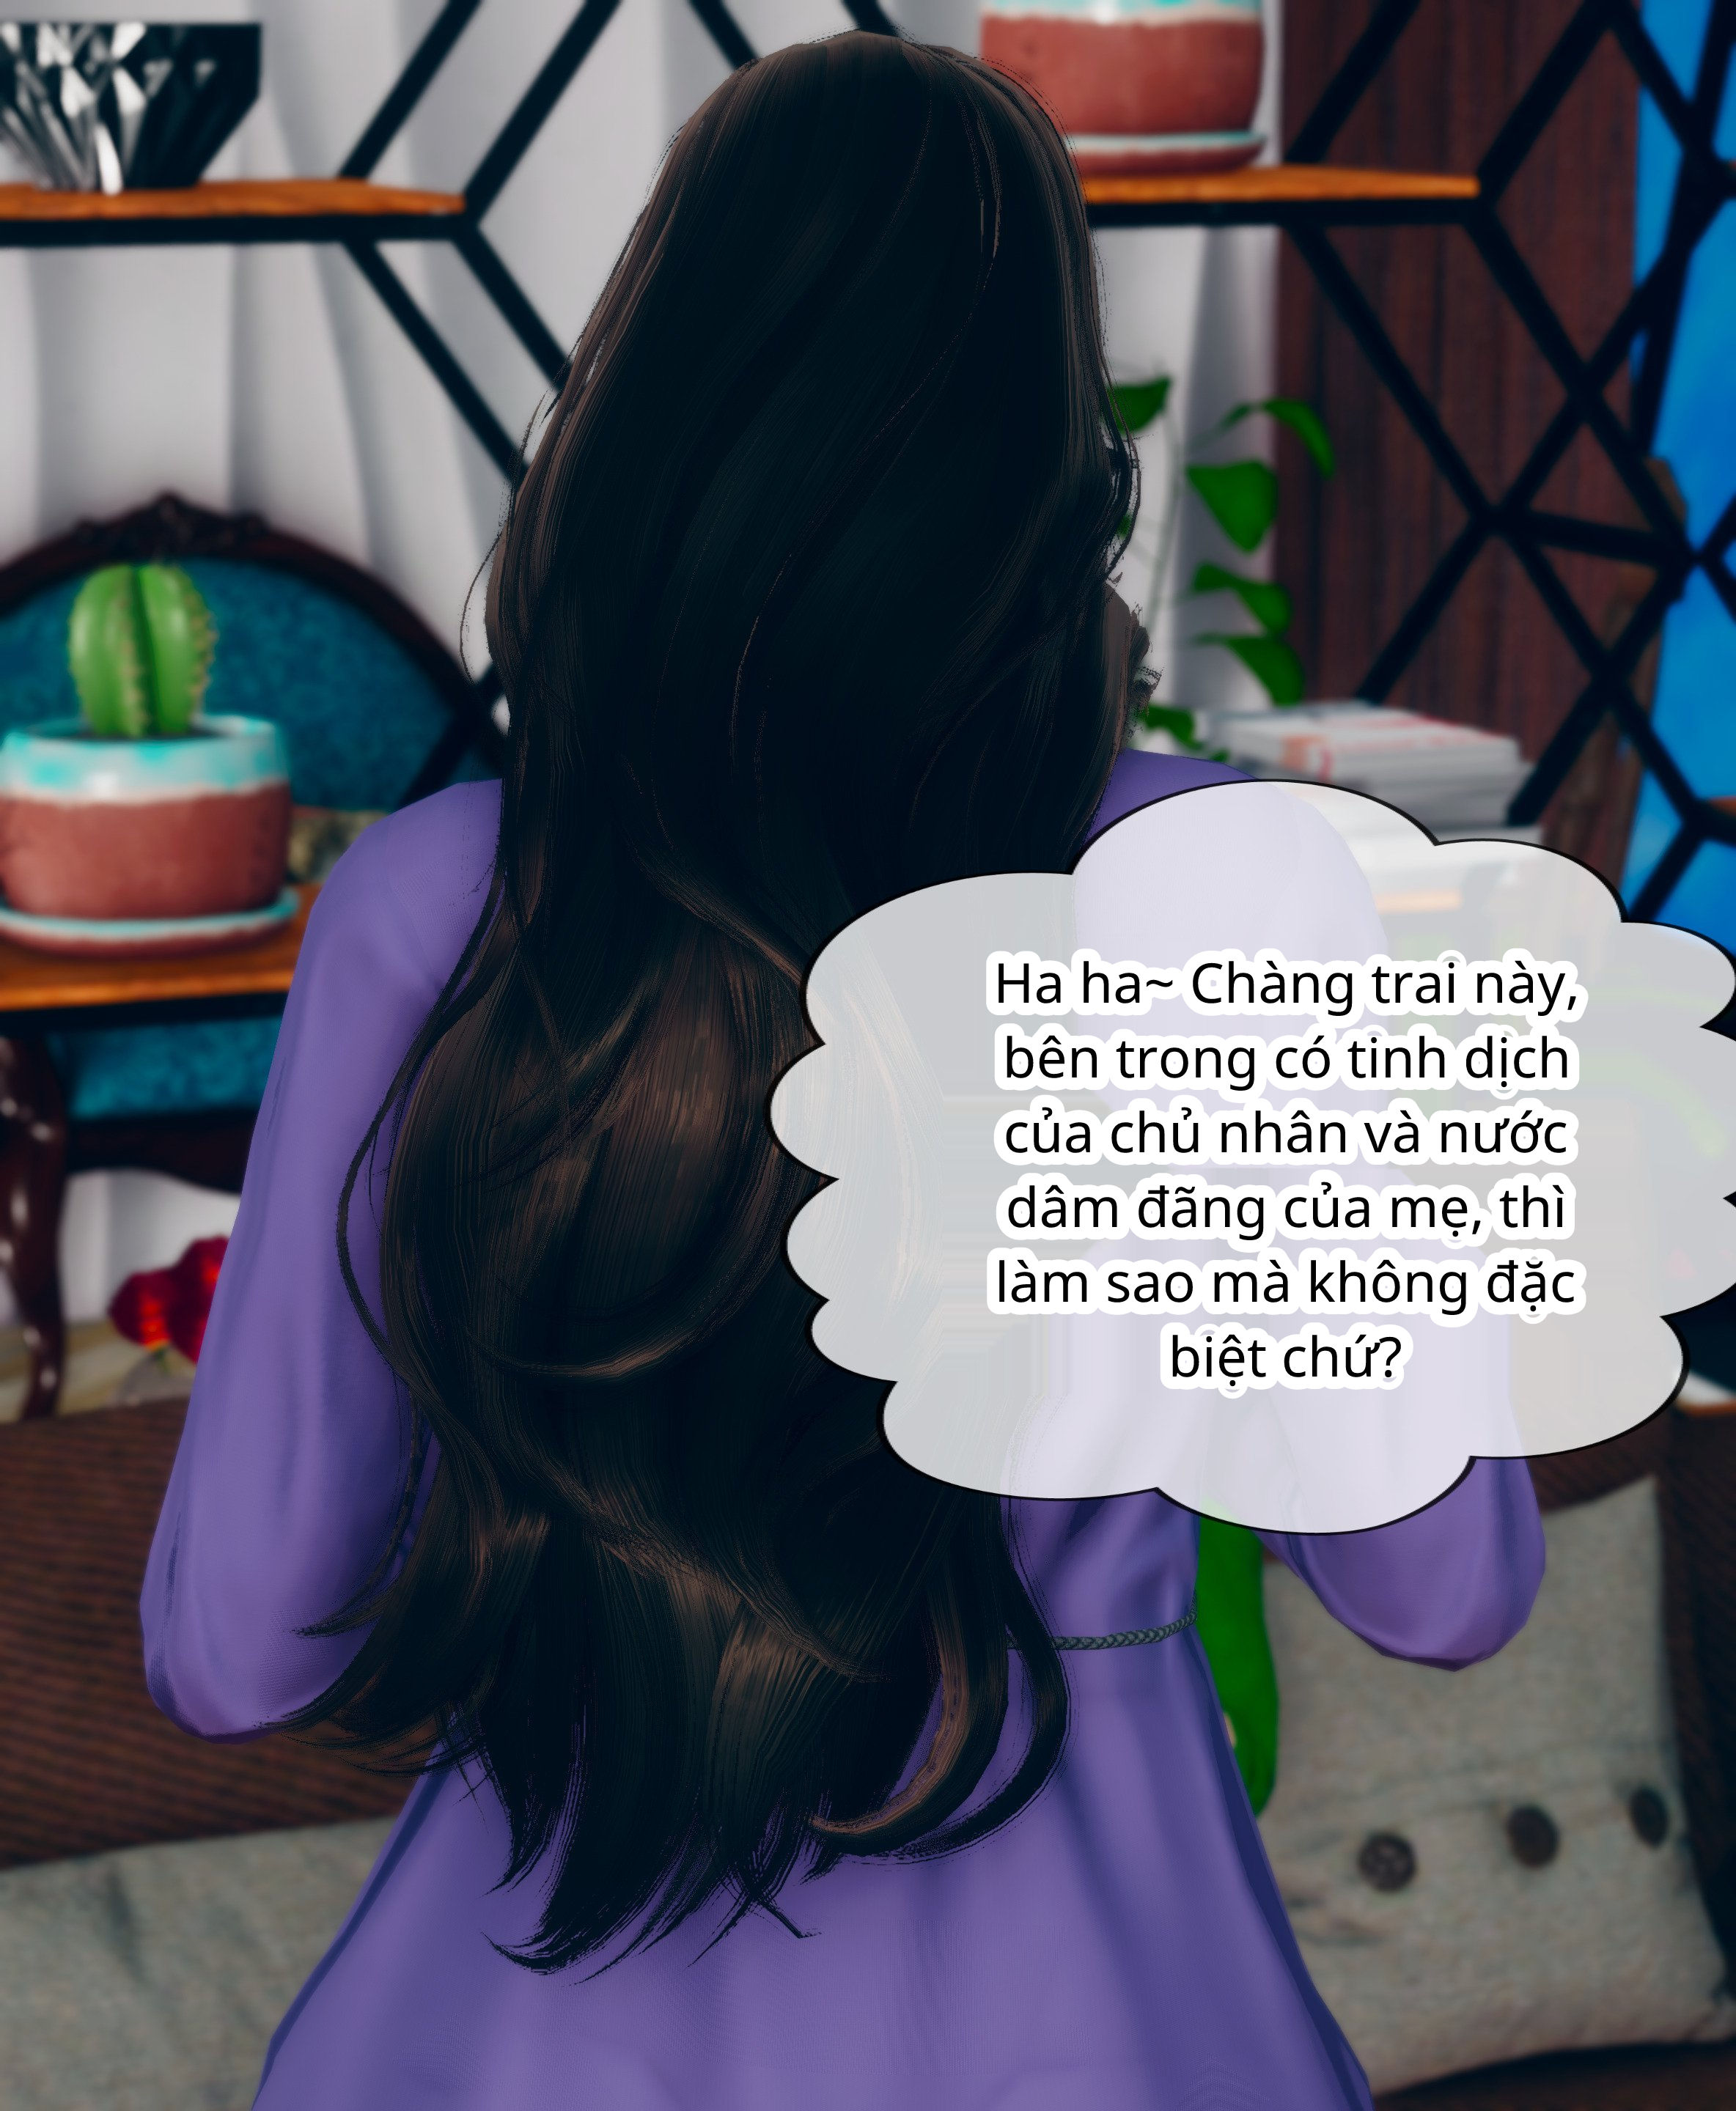 Ha ha~ Chàng trai này,
bên trong có tinh dịch
của chủ nhân và nước
dâm đãng của mẹ, thì
làm sao mà không đặc
biệt chứ?